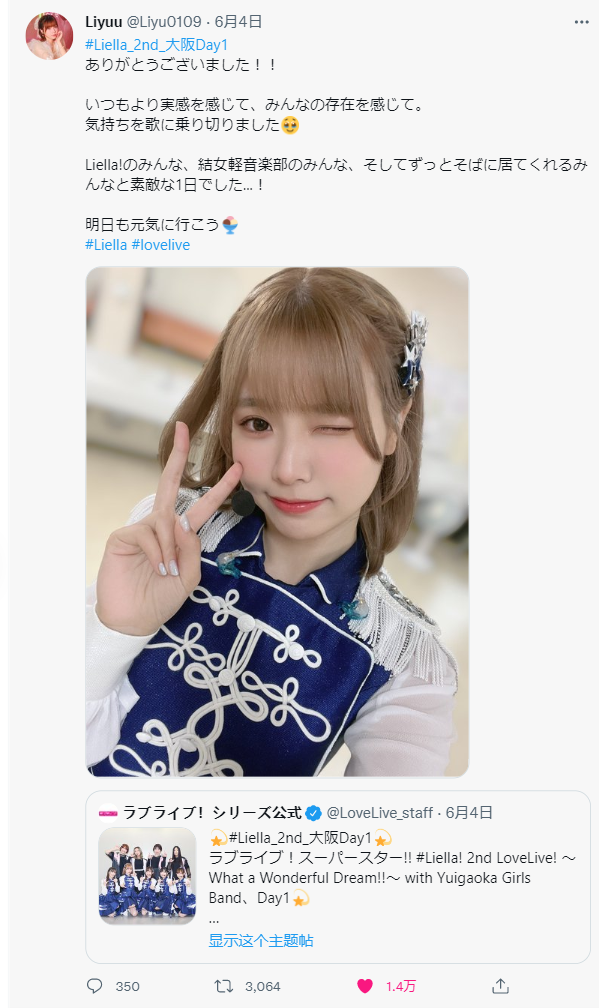 Liyuu @Liyu0109 · 6月4日
#Liella_2nd_大阪Day1
ありがとうございました！！
いつもより実感を感じて、みんなの存在を感じて。
気持ちを歌に乗り切りました🥹
Liella!のみんな、結女軽音楽部のみんな、そしてずっとそばに居てくれるみ
んなと素敵な1日でした...！
明日も元気に行こう🍨
#Liella #lovelive
ラブライブ！シリーズ公式 @LoveLive_staff · 6月4日
💫#Liella_2nd_大阪Day1💫
ラブライブ！スーパースター!! #Liella! 2nd LoveLive! ～
What a Wonderful Dream!!～ with Yuigaoka Girls
Band、Day1💫
...
显示这个主题帖
350 3,064 1.4万